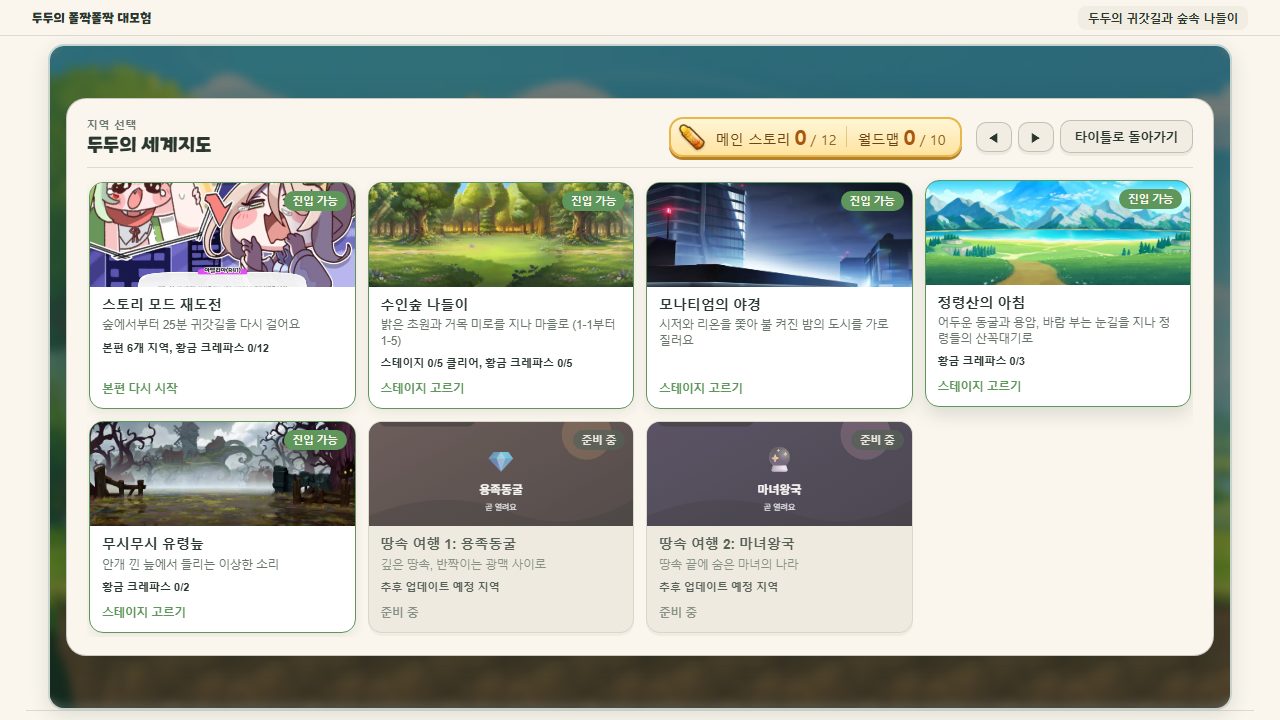 두두의 폴짝폴짝 대모험
두두의 귀갓길과 숲속 나들이
지역 선택
두두의 세계지도
메인 스토리 0 / 12
월드맵 0 / 10
◀
▶
타이틀로 돌아가기
진입 가능
스토리 모드 재도전
숲에서부터 25분 귀갓길을 다시 걸어요
본편 6개 지역, 황금 크레파스 0/12
본편 다시 시작
진입 가능
수인숲 나들이
밝은 초원과 거목 미로를 지나 마을로 (1-1부터
1-5)
스테이지 0/5 클리어, 황금 크레파스 0/5
스테이지 고르기
진입 가능
모나티엄의 야경
시저와 리온을 쫓아 불 켜진 밤의 도시를 가로
질러요
스테이지 고르기
진입 가능
정령산의 아침
어두운 동굴과 용암, 바람 부는 눈길을 지나 정
령들의 산꼭대기로
황금 크레파스 0/3
스테이지 고르기
진입 가능
무시무시 유령늪
안개 낀 늪에서 들리는 이상한 소리
황금 크레파스 0/2
스테이지 고르기
준비 중
용족동굴
곧 열려요
땅속 여행 1: 용족동굴
깊은 땅속, 반짝이는 광맥 사이로
추후 업데이트 예정 지역
준비 중
준비 중
마녀왕국
곧 열려요
땅속 여행 2: 마녀왕국
땅속 끝에 숨은 마녀의 나라
추후 업데이트 예정 지역
준비 중